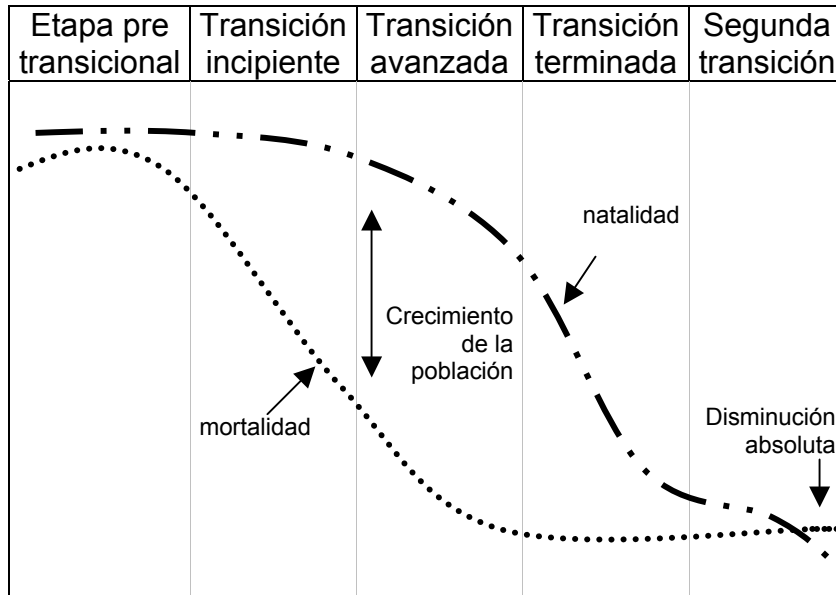 Etapa pre
transicional
Transición
incipiente
Transición
avanzada
Transición
terminada
Segunda
transición
natalidad
Crecimiento
de la
población
mortalidad
Disminución
absoluta